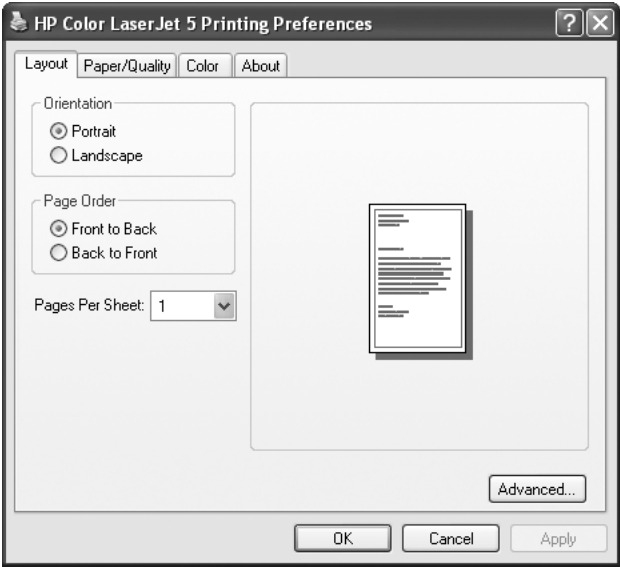 HP Color LaserJet 5 Printing Preferences
Layout Paper/Quality Color About
Orientation
Portrait
Landscape
Page Order
Front to Back
Back to Front
Pages Per Sheet: 1
Advanced...
OK Cancel Apply